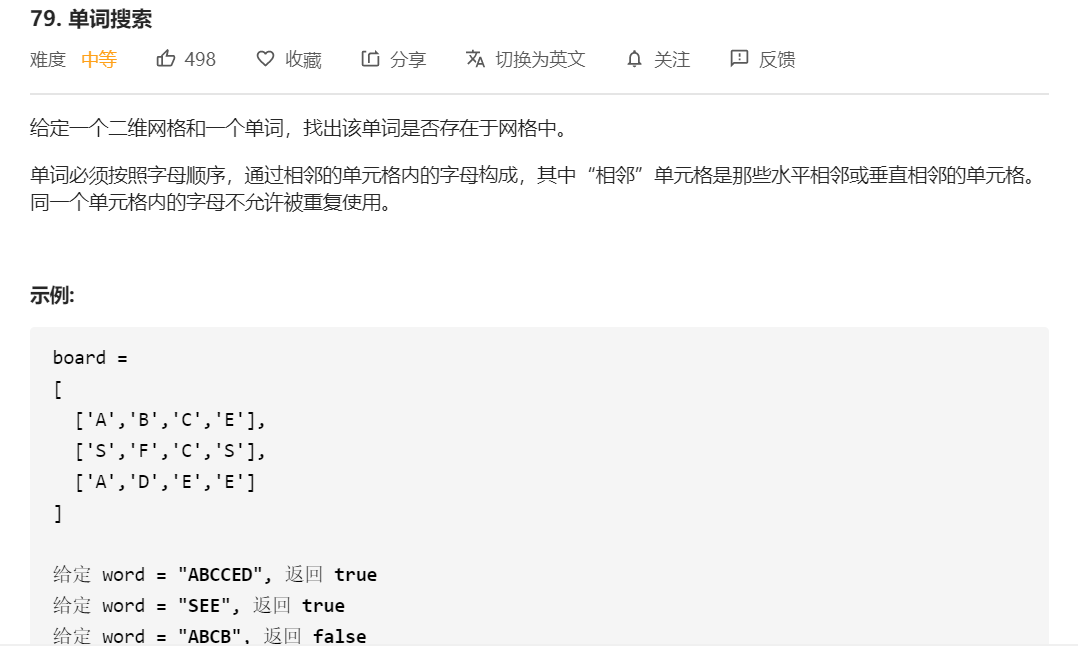 79. 单词搜索
难度 中等 498 收藏 分享 切换为英文 关注 反馈
给定一个二维网格和一个单词，找出该单词是否存在于网格中。
单词必须按照字母顺序，通过相邻的单元格内的字母构成，其中“相邻”单元格是那些水平相邻或垂直相邻的单元格。
同一个单元格内的字母不允许被重复使用。
示例:
board =
[
  ['A','B','C','E'],
  ['S','F','C','S'],
  ['A','D','E','E']
]
给定 word = "ABCCED", 返回 true
给定 word = "SEE", 返回 true
给定 word = "ABCB", 返回 false